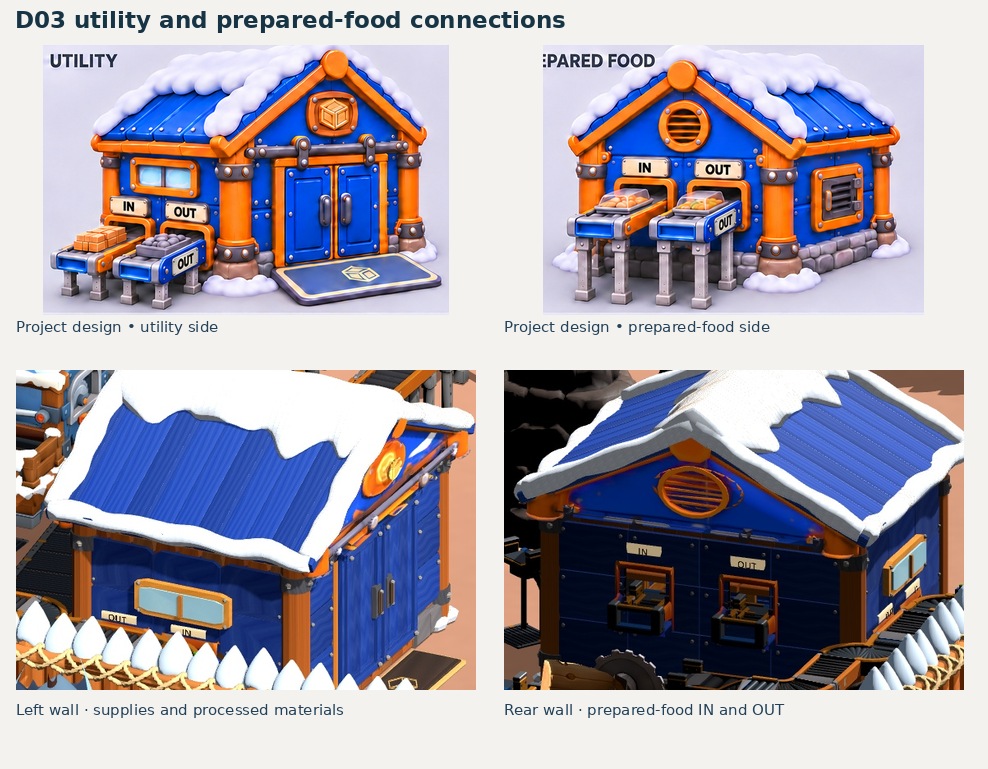 D03 utility and prepared-food connections
UTILITY
IN
OUT
OUT
EPARED FOOD
IN
OUT
OUT
Project design • utility side
Project design • prepared-food side
OUT
IN
IN
OUT
Left wall · supplies and processed materials
Rear wall · prepared-food IN and OUT